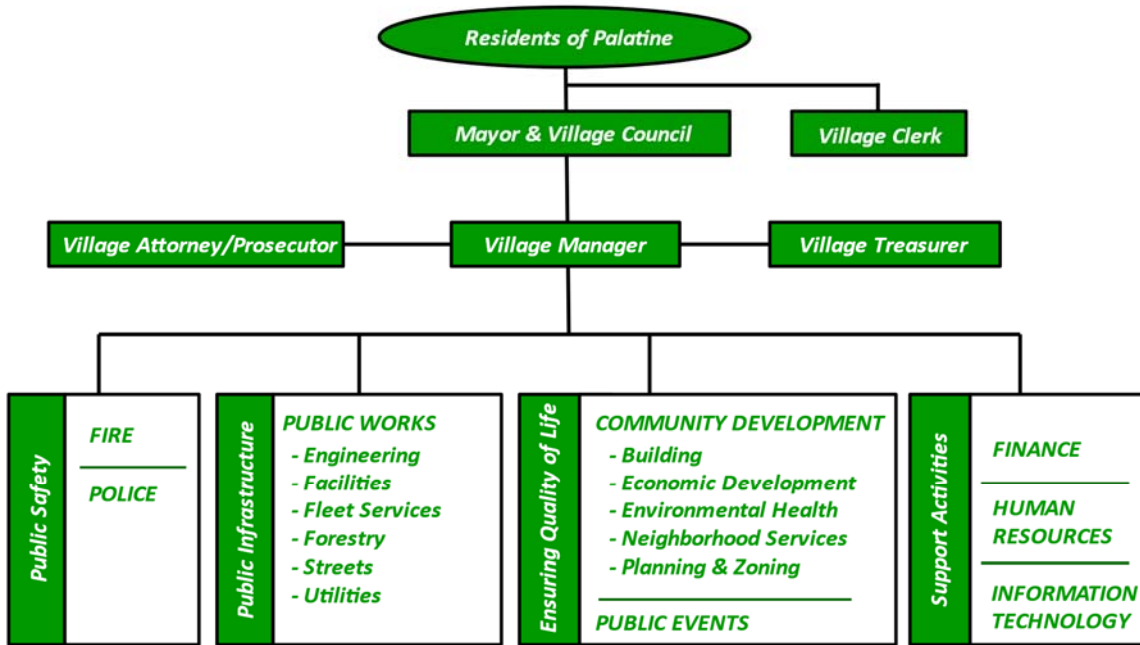 Residents of Palatine
Mayor & Village Council
Village Clerk
Village Attorney/Prosecutor
Village Manager
Village Treasurer
Public Safety
FIRE
POLICE
Public Infrastructure
PUBLIC WORKS
- Engineering
- Facilities
- Fleet Services
- Forestry
- Streets
- Utilities
Ensuring Quality of Life
COMMUNITY DEVELOPMENT
- Building
- Economic Development
- Environmental Health
- Neighborhood Services
- Planning & Zoning
PUBLIC EVENTS
Support Activities
FINANCE
HUMAN
RESOURCES
INFORMATION
TECHNOLOGY